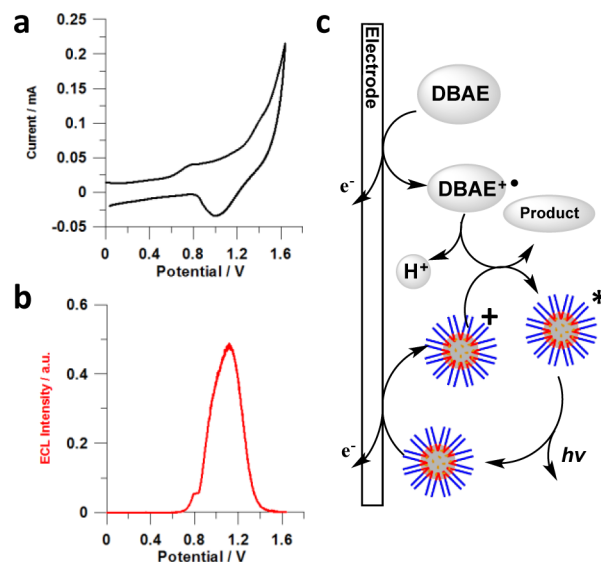 a
0.25
0.20
0.15
0.10
0.05
0
-0.05
Current / mA
0 0.4 0.8 1.2 1.6
Potential / V
b
0.6
0.4
0.2
0
ECL Intensity / a.u.
0 0.4 0.8 1.2 1.6
Potential / V
c
Electrode
DBAE
e-
DBAE+•
Product
H+
+
*
e-
hv